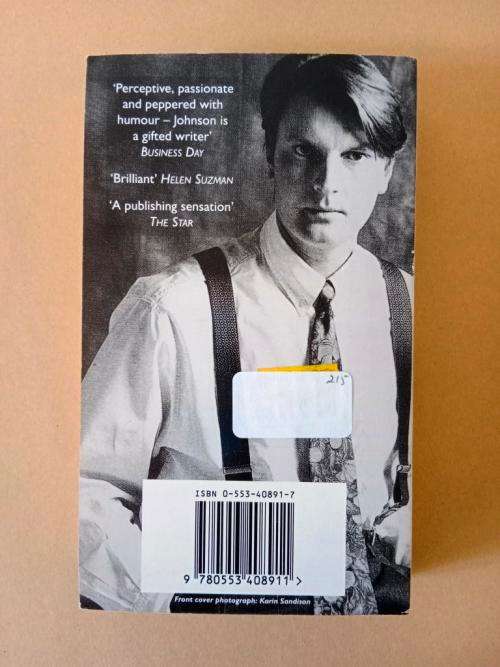 ‘Perceptive, passionate
and peppered with
humour – Johnson is
a gifted writer’
BUSINESS DAY
‘Brilliant’ HELEN SUZMAN
‘A publishing sensation’
THE STAR
215
ISBN 0-553-40891-7
9 780553 408911 >
Front cover photograph: Karin Sandison